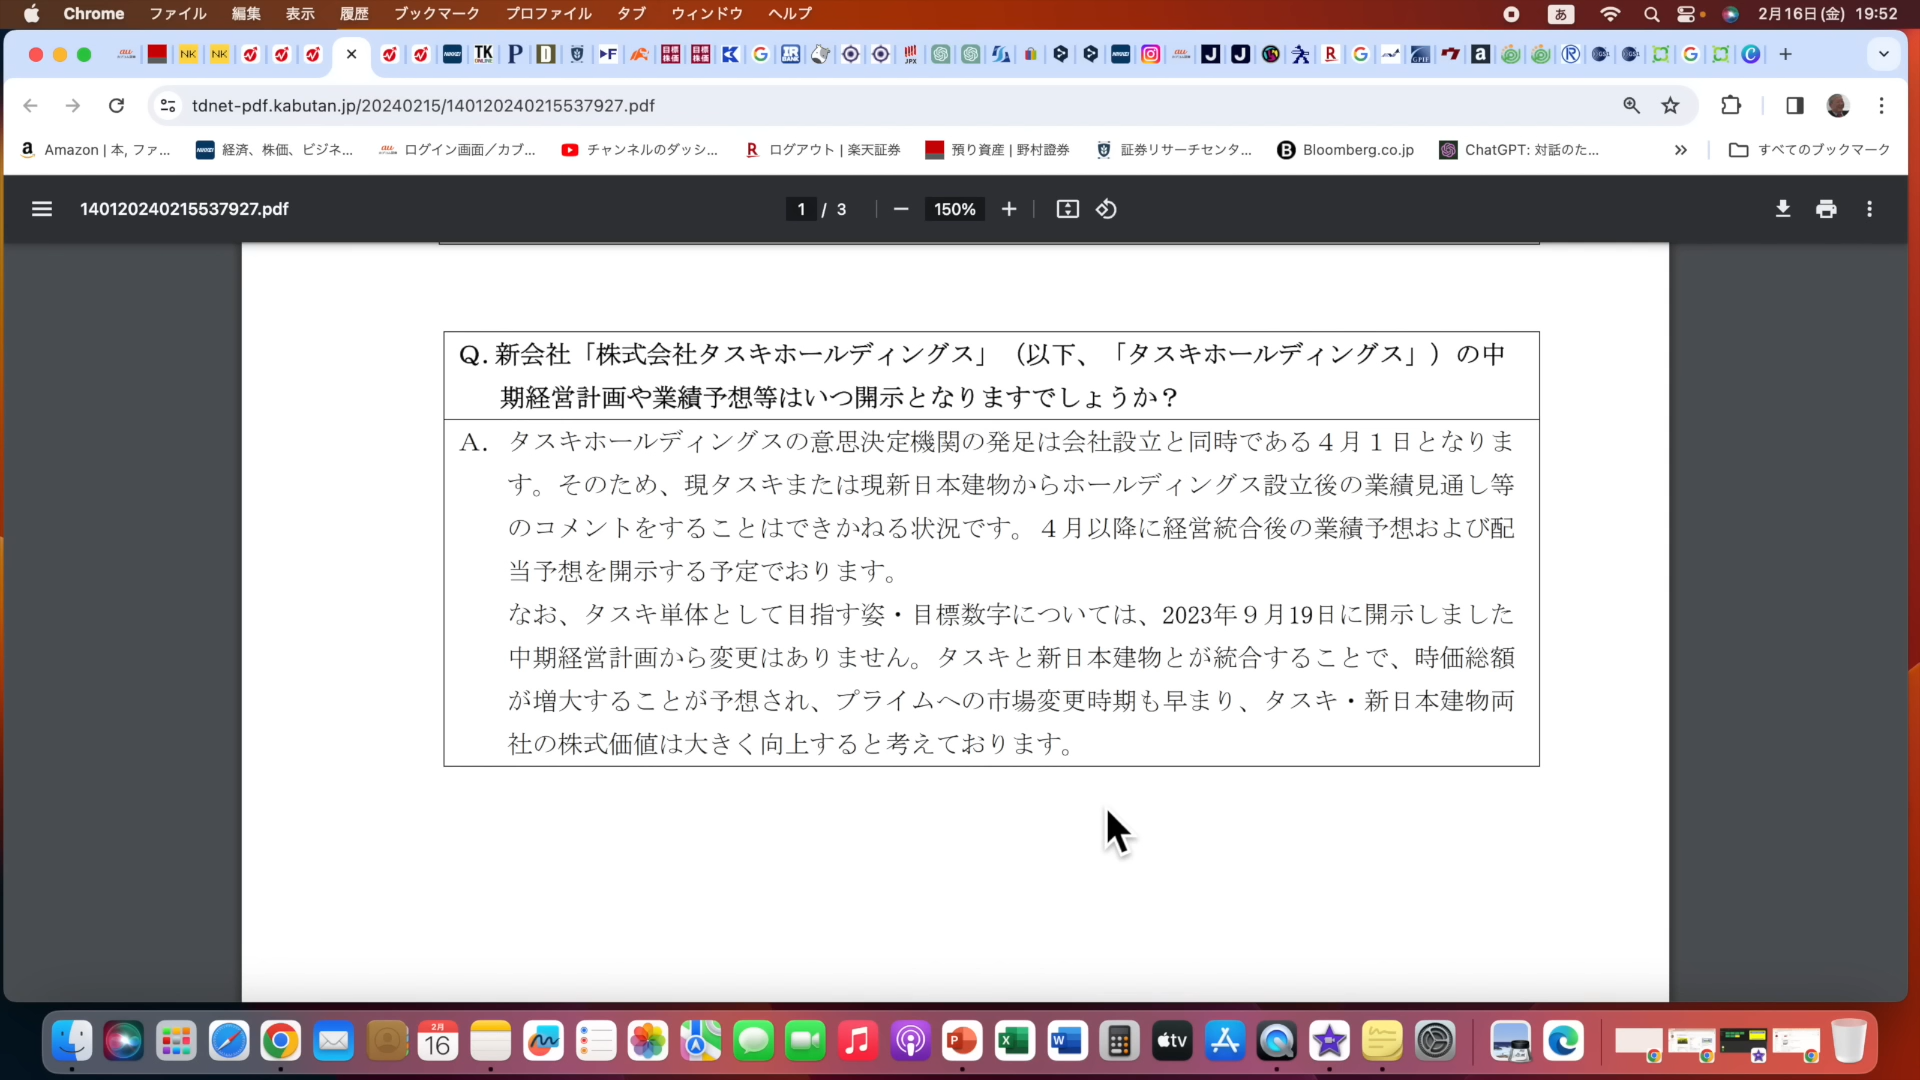 Chrome ファイル 編集 表示 履歴 ブックマーク プロファイル タブ ウィンドウ ヘルプ あ 2月16日(金) 19:52
tdnet-pdf.kabutan.jp/20240215/140120240215537927.pdf
Amazon | 本, ファ... 経済、株価、ビジネ... ログイン画面／カブ... チャンネルのダッシ... ログアウト | 楽天証券 預り資産 | 野村證券 証券リサーチセンタ... Bloomberg.co.jp ChatGPT: 対話のた... » すべてのブックマーク
140120240215537927.pdf 1 / 3 150%
Q. 新会社「株式会社タスキホールディングス」（以下、「タスキホールディングス」）の中
期経営計画や業績予想等はいつ開示となりますでしょうか？
A. タスキホールディングスの意思決定機関の発足は会社設立と同時である４月１日となりま
す。そのため、現タスキまたは現新日本建物からホールディングス設立後の業績見通し等
のコメントをすることはできかねる状況です。４月以降に経営統合後の業績予想および配
当予想を開示する予定でおります。
なお、タスキ単体として目指す姿・目標数字については、2023年９月19日に開示しました
中期経営計画から変更はありません。タスキと新日本建物とが統合することで、時価総額
が増大することが予想され、プライムへの市場変更時期も早まり、タスキ・新日本建物両
社の株式価値は大きく向上すると考えております。
2月
16
tv